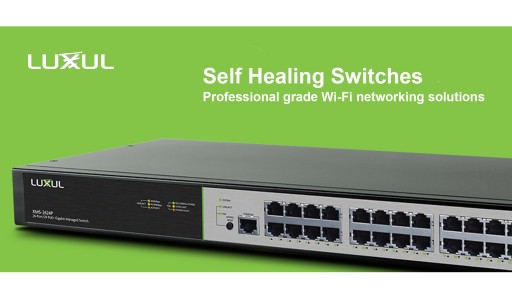 LUXUL
Self Healing Switches
Professional grade Wi-Fi networking solutions
LUXUL
XMS-2624P